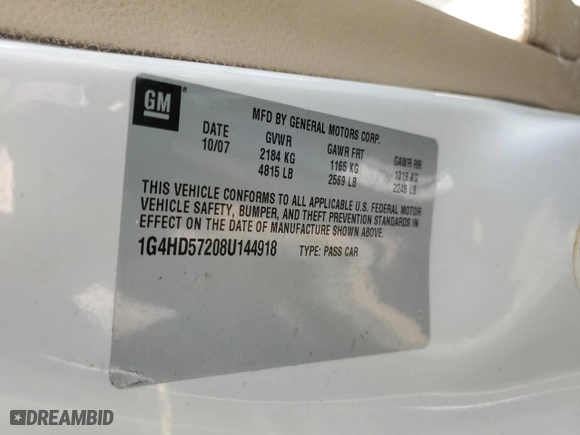 GM ®
MFD BY GENERAL MOTORS CORP.
DATE GVWR GAWR FRT GAWR RR
10/07 2184 KG 1165 KG 1019 KG
4815 LB 2569 LB 2246 LB
THIS VEHICLE CONFORMS TO ALL APPLICABLE U.S. FEDERAL MOTOR
VEHICLE SAFETY, BUMPER, AND THEFT PREVENTION STANDARDS IN
EFFECT ON THE DATE OF MANUFACTURE SHOWN ABOVE.
1G4HD57208U144918 TYPE: PASS CAR
DREAMBID